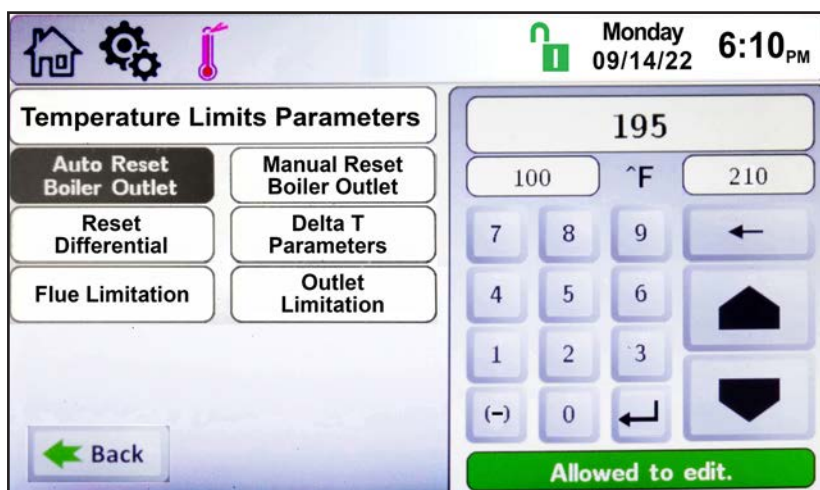 Monday
09/14/22
6:10PM
Temperature Limits Parameters
Auto Reset
Boiler Outlet
Manual Reset
Boiler Outlet
Reset
Differential
Delta T
Parameters
Flue Limitation
Outlet
Limitation
Back
195
100 ^F 210
7 8 9
4 5 6
1 2 3
(-) 0
Allowed to edit.